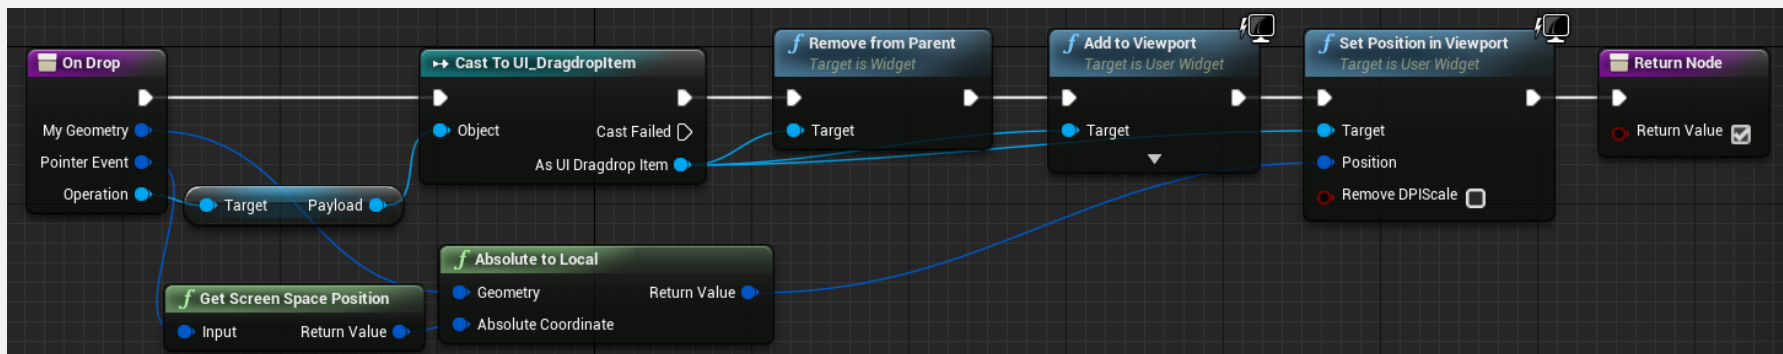 On Drop
My Geometry
Pointer Event
Operation
Target Payload
f Get Screen Space Position
Input Return Value
Cast To UI_DragdropItem
Object Cast Failed
As UI Dragdrop Item
f Absolute to Local
Geometry Return Value
Absolute Coordinate
f Remove from Parent
Target is Widget
Target
f Add to Viewport
Target is User Widget
Target
f Set Position in Viewport
Target is User Widget
Target
Position
Remove DPIScale
Return Node
Return Value